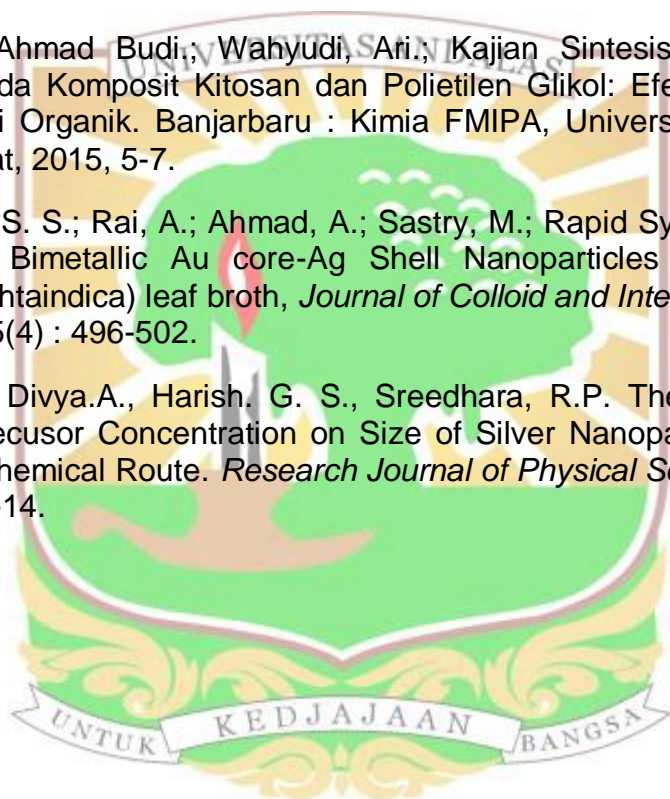 Ahmad Budi.; Wahyudi, Ari.; Kajian Sintesis
UNIVERSITAS ANDALAS
da Komposit Kitosan dan Polietilen Glikol: Efe
i Organik. Banjarbaru : Kimia FMIPA, Univers
at, 2015, 5-7.
S. S.; Rai, A.; Ahmad, A.; Sastry, M.; Rapid Sy
Bimetallic Au core-Ag Shell Nanoparticles
htaindica) leaf broth, Journal of Colloid and Inte
5(4) : 496-502.
Divya.A., Harish. G. S., Sreedhara, R.P. The
ecusor Concentration on Size of Silver Nanopa
hemical Route. Research Journal of Physical S
-14.
UNTUK KEDJAJAAN BANGSA